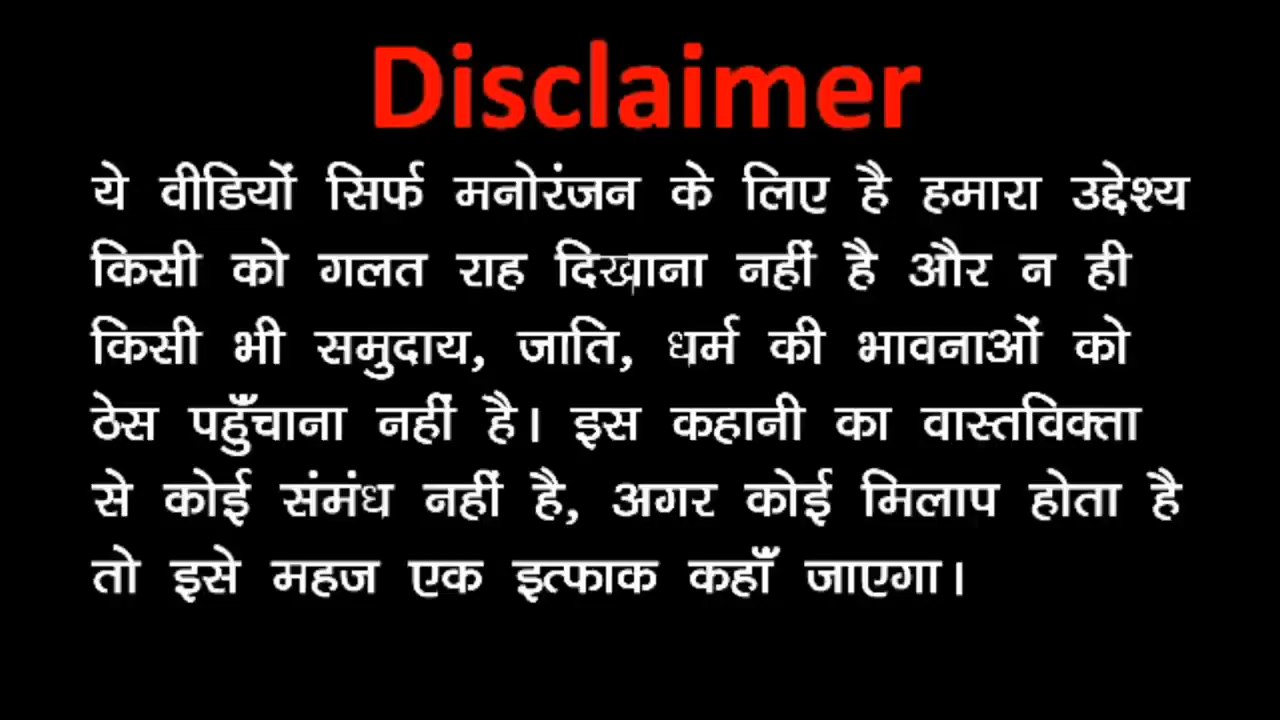 Disclaimer
ये वीडियों सिर्फ मनोरंजन के लिए है हमारा उद्देश्य
किसी को गलत राह दिखाना नहीं है और न ही
किसी भी समुदाय, जाति, धर्म की भावनाओं को
ठेस पहुँचाना नहीं है। इस कहानी का वास्तविक्ता
से कोई संमंध नहीं है, अगर कोई मिलाप होता है
तो इसे महज एक इत्फाक कहाँ जाएगा।